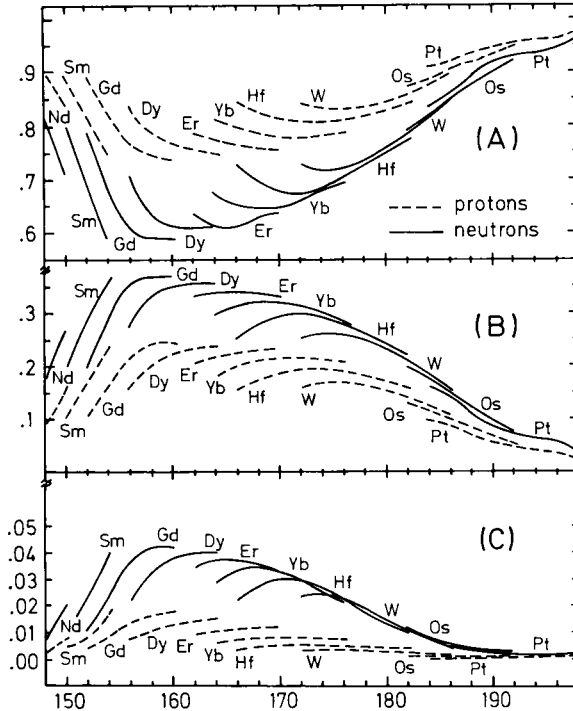 .9
.8
.7
.6
Nd
Sm
Gd
Dy
Er
Yb
Hf
W
Os
Pt
Pt
Os
W
Hf
Yb
Er
Dy
Gd
Sm
(A)
protons
neutrons
.3
.2
.1
Sm
Gd
Dy
Er
Yb
Hf
W
Os
Pt
(B)
Nd
Sm
Gd
Dy
Er
Yb
Hf
W
Os
Pt
.05
.04
.03
.02
.01
.00
Sm
Gd
Dy
Er
Yb
Hf
W
Os
Pt
(C)
Nd
Sm
Gd
Dy
Er
Yb
Hf
W
Os
Pt
150 160 170 180 190